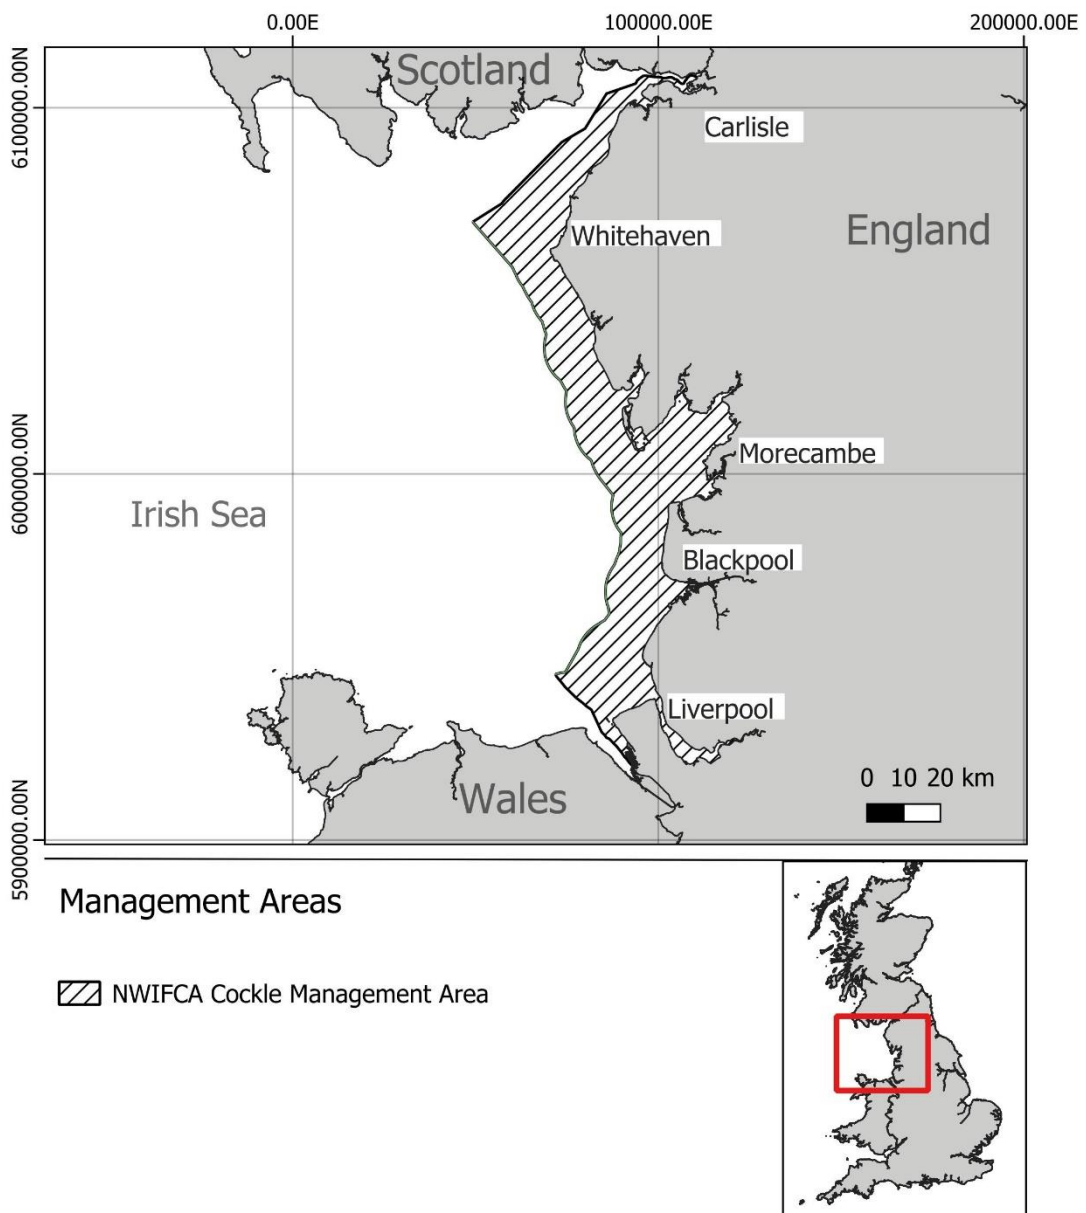 0.00E 100000.00E 200000.00E
Scotland
6100000.00N
Carlisle
Whitehaven
England
Morecambe
6000000.00N
Irish Sea
Blackpool
Liverpool
0 10 20 km
Wales
5900000.00N
Management Areas
NWIFCA Cockle Management Area